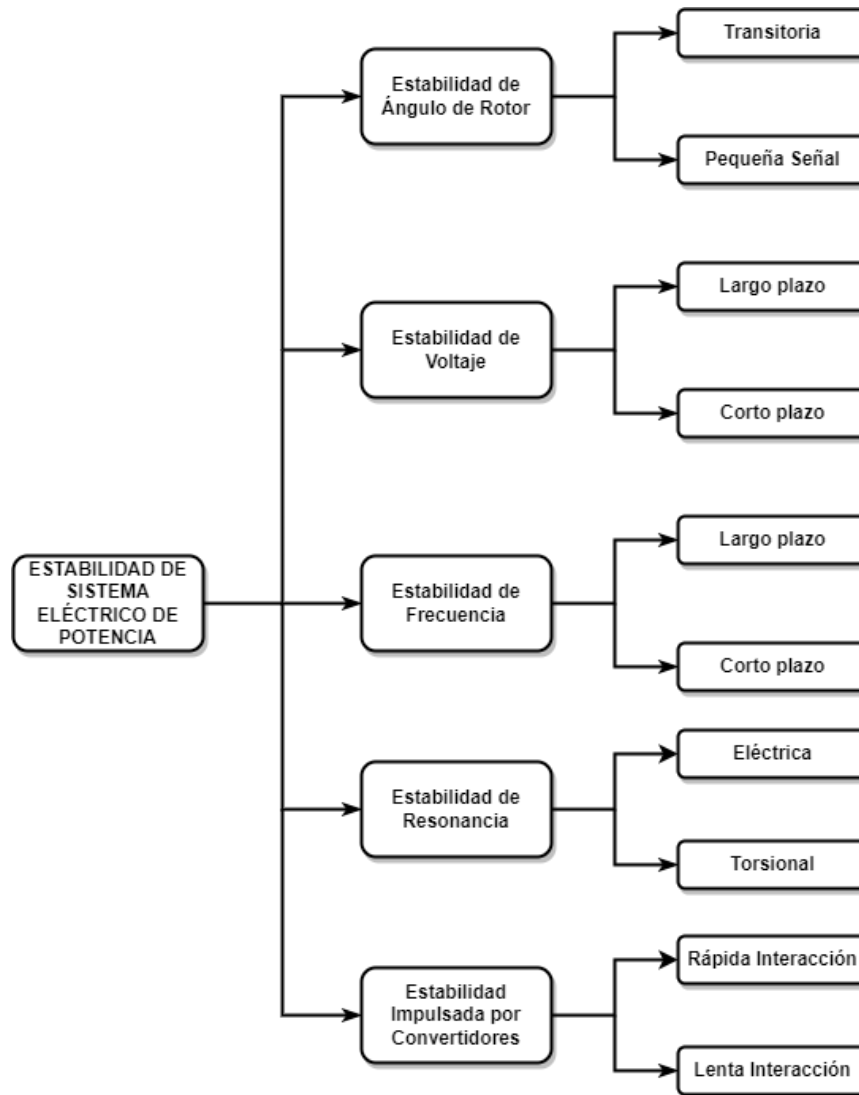 ESTABILIDAD DE
SISTEMA
ELÉCTRICO DE
POTENCIA
Estabilidad de
Ángulo de Rotor
Transitoria
Pequeña Señal
Estabilidad de
Voltaje
Largo plazo
Corto plazo
Estabilidad de
Frecuencia
Largo plazo
Corto plazo
Estabilidad de
Resonancia
Eléctrica
Torsional
Estabilidad
Impulsada por
Convertidores
Rápida Interacción
Lenta Interacción